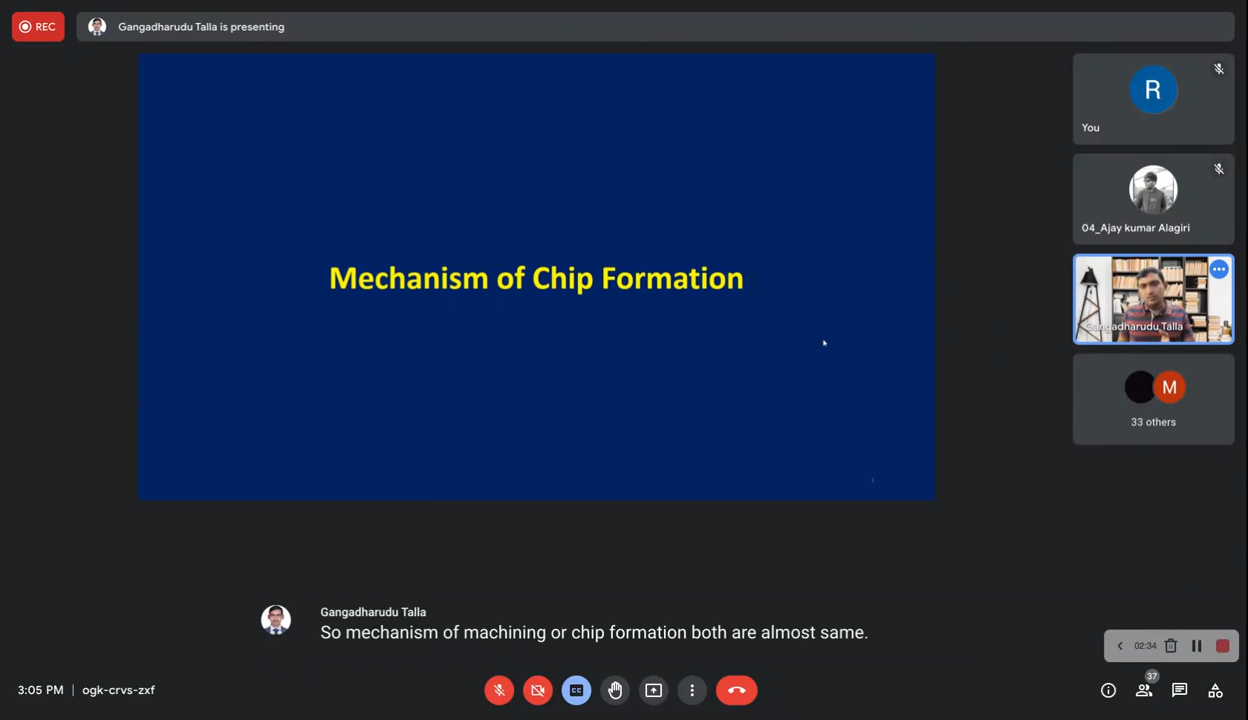 REC
Gangadharudu Talla is presenting
Mechanism of Chip Formation
R
You
04_Ajay kumar Alagiri
Gangadharudu Talla
M
33 others
Gangadharudu Talla
So mechanism of machining or chip formation both are almost same.
02:34
3:05 PM | ogk-crvs-zxf
CC
37